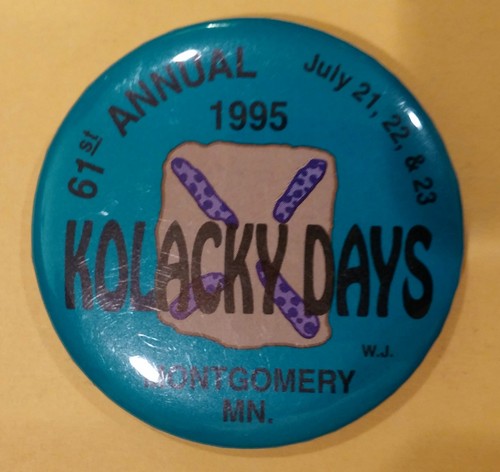 61st ANNUAL
July 21, 22, & 23
1995
KOLACKY DAYS
W.J.
MONTGOMERY
MN.